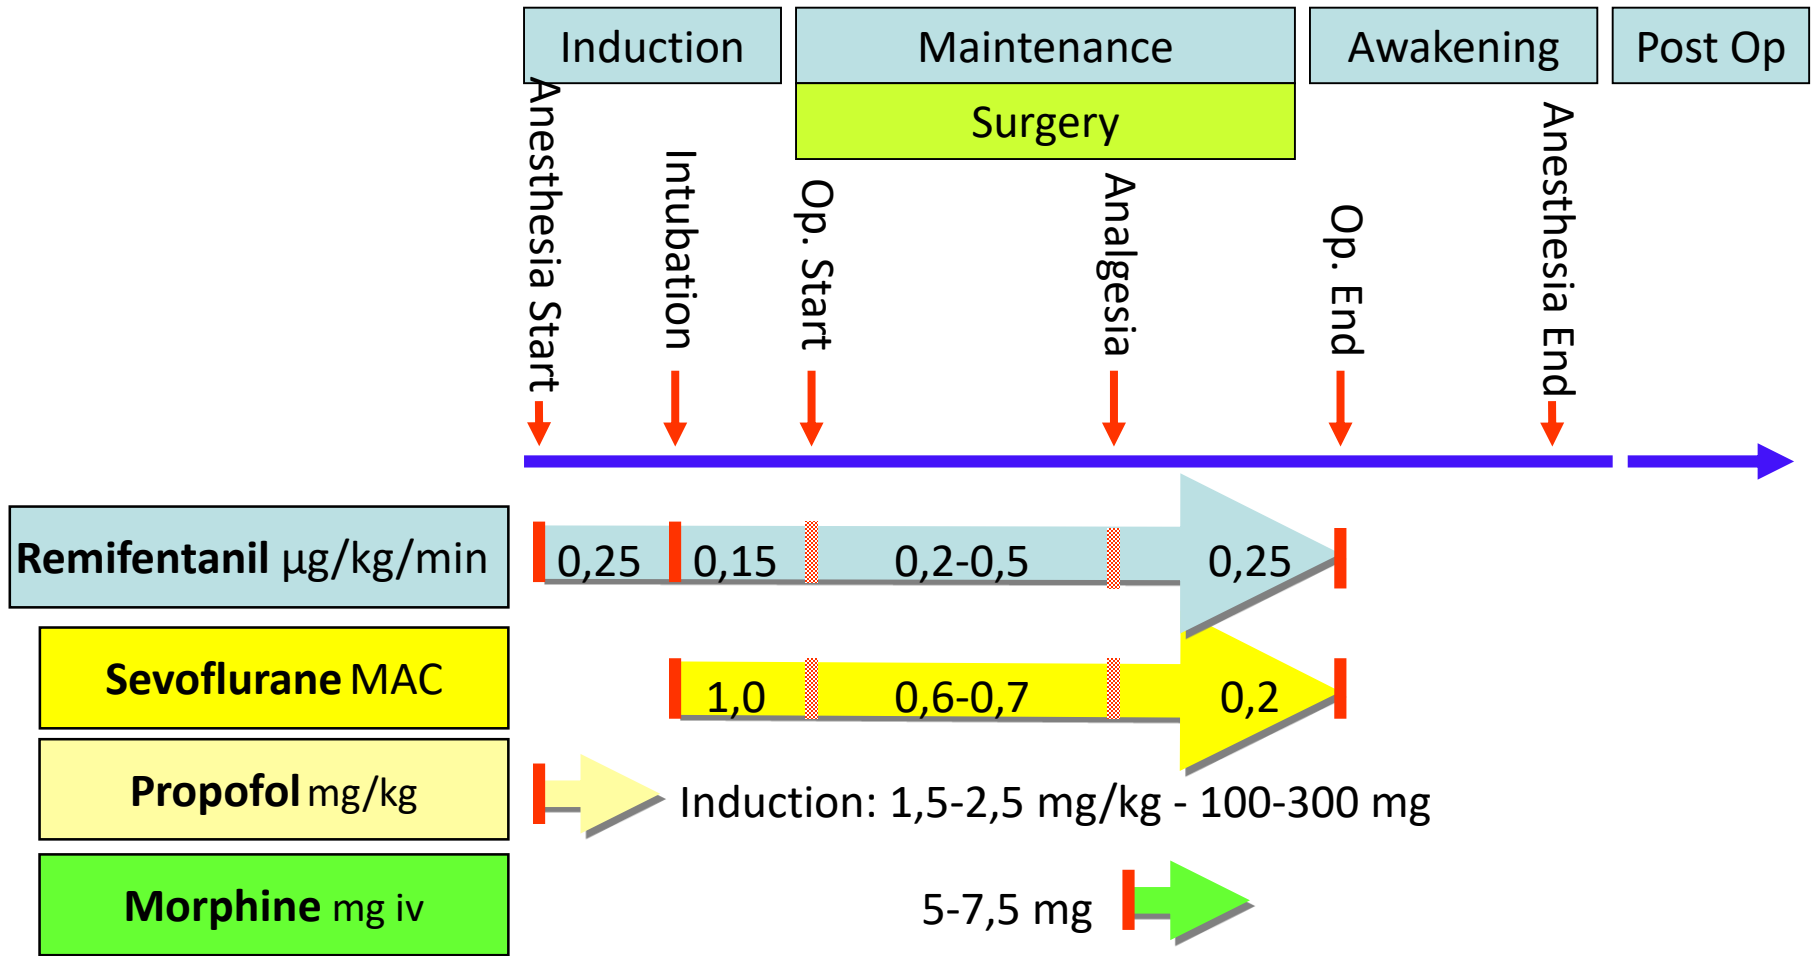 Induction
Maintenance
Awakening
Post Op
Surgery
Anesthesia Start
Intubation
Op. Start
Analgesia
Op. End
Anesthesia End
Remifentanil µg/kg/min
0,25
0,15
0,2-0,5
0,25
Sevoflurane MAC
1,0
0,6-0,7
0,2
Propofol mg/kg
Induction: 1,5-2,5 mg/kg - 100-300 mg
Morphine mg iv
5-7,5 mg